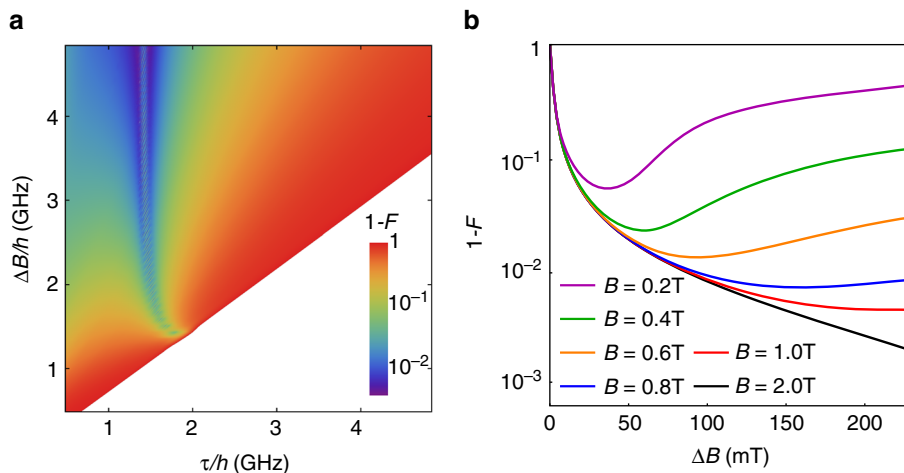 a
ΔB/h (GHz)
4
3
2
1
1 2 3 4
τ/h (GHz)
1-F
1
10⁻¹
10⁻²
b
1-F
1
10⁻¹
10⁻²
10⁻³
B = 0.2T
B = 0.4T
B = 0.6T B = 1.0T
B = 0.8T B = 2.0T
0 50 100 150 200
ΔB (mT)